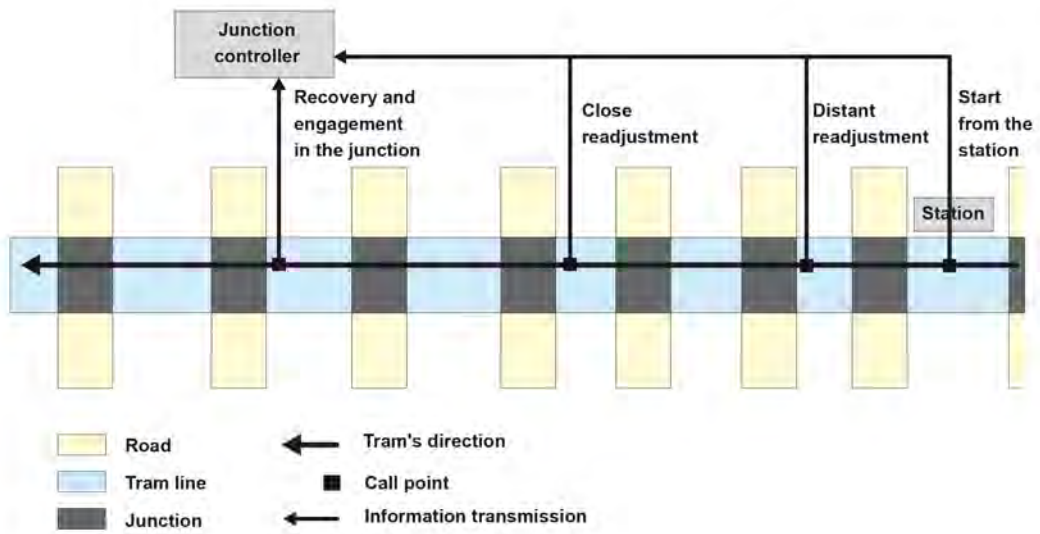 Junction
controller
Recovery and
engagement
in the junction
Close
readjustment
Distant
readjustment
Start
from the
station
Station
Road
Tram line
Junction
Tram's direction
Call point
Information transmission